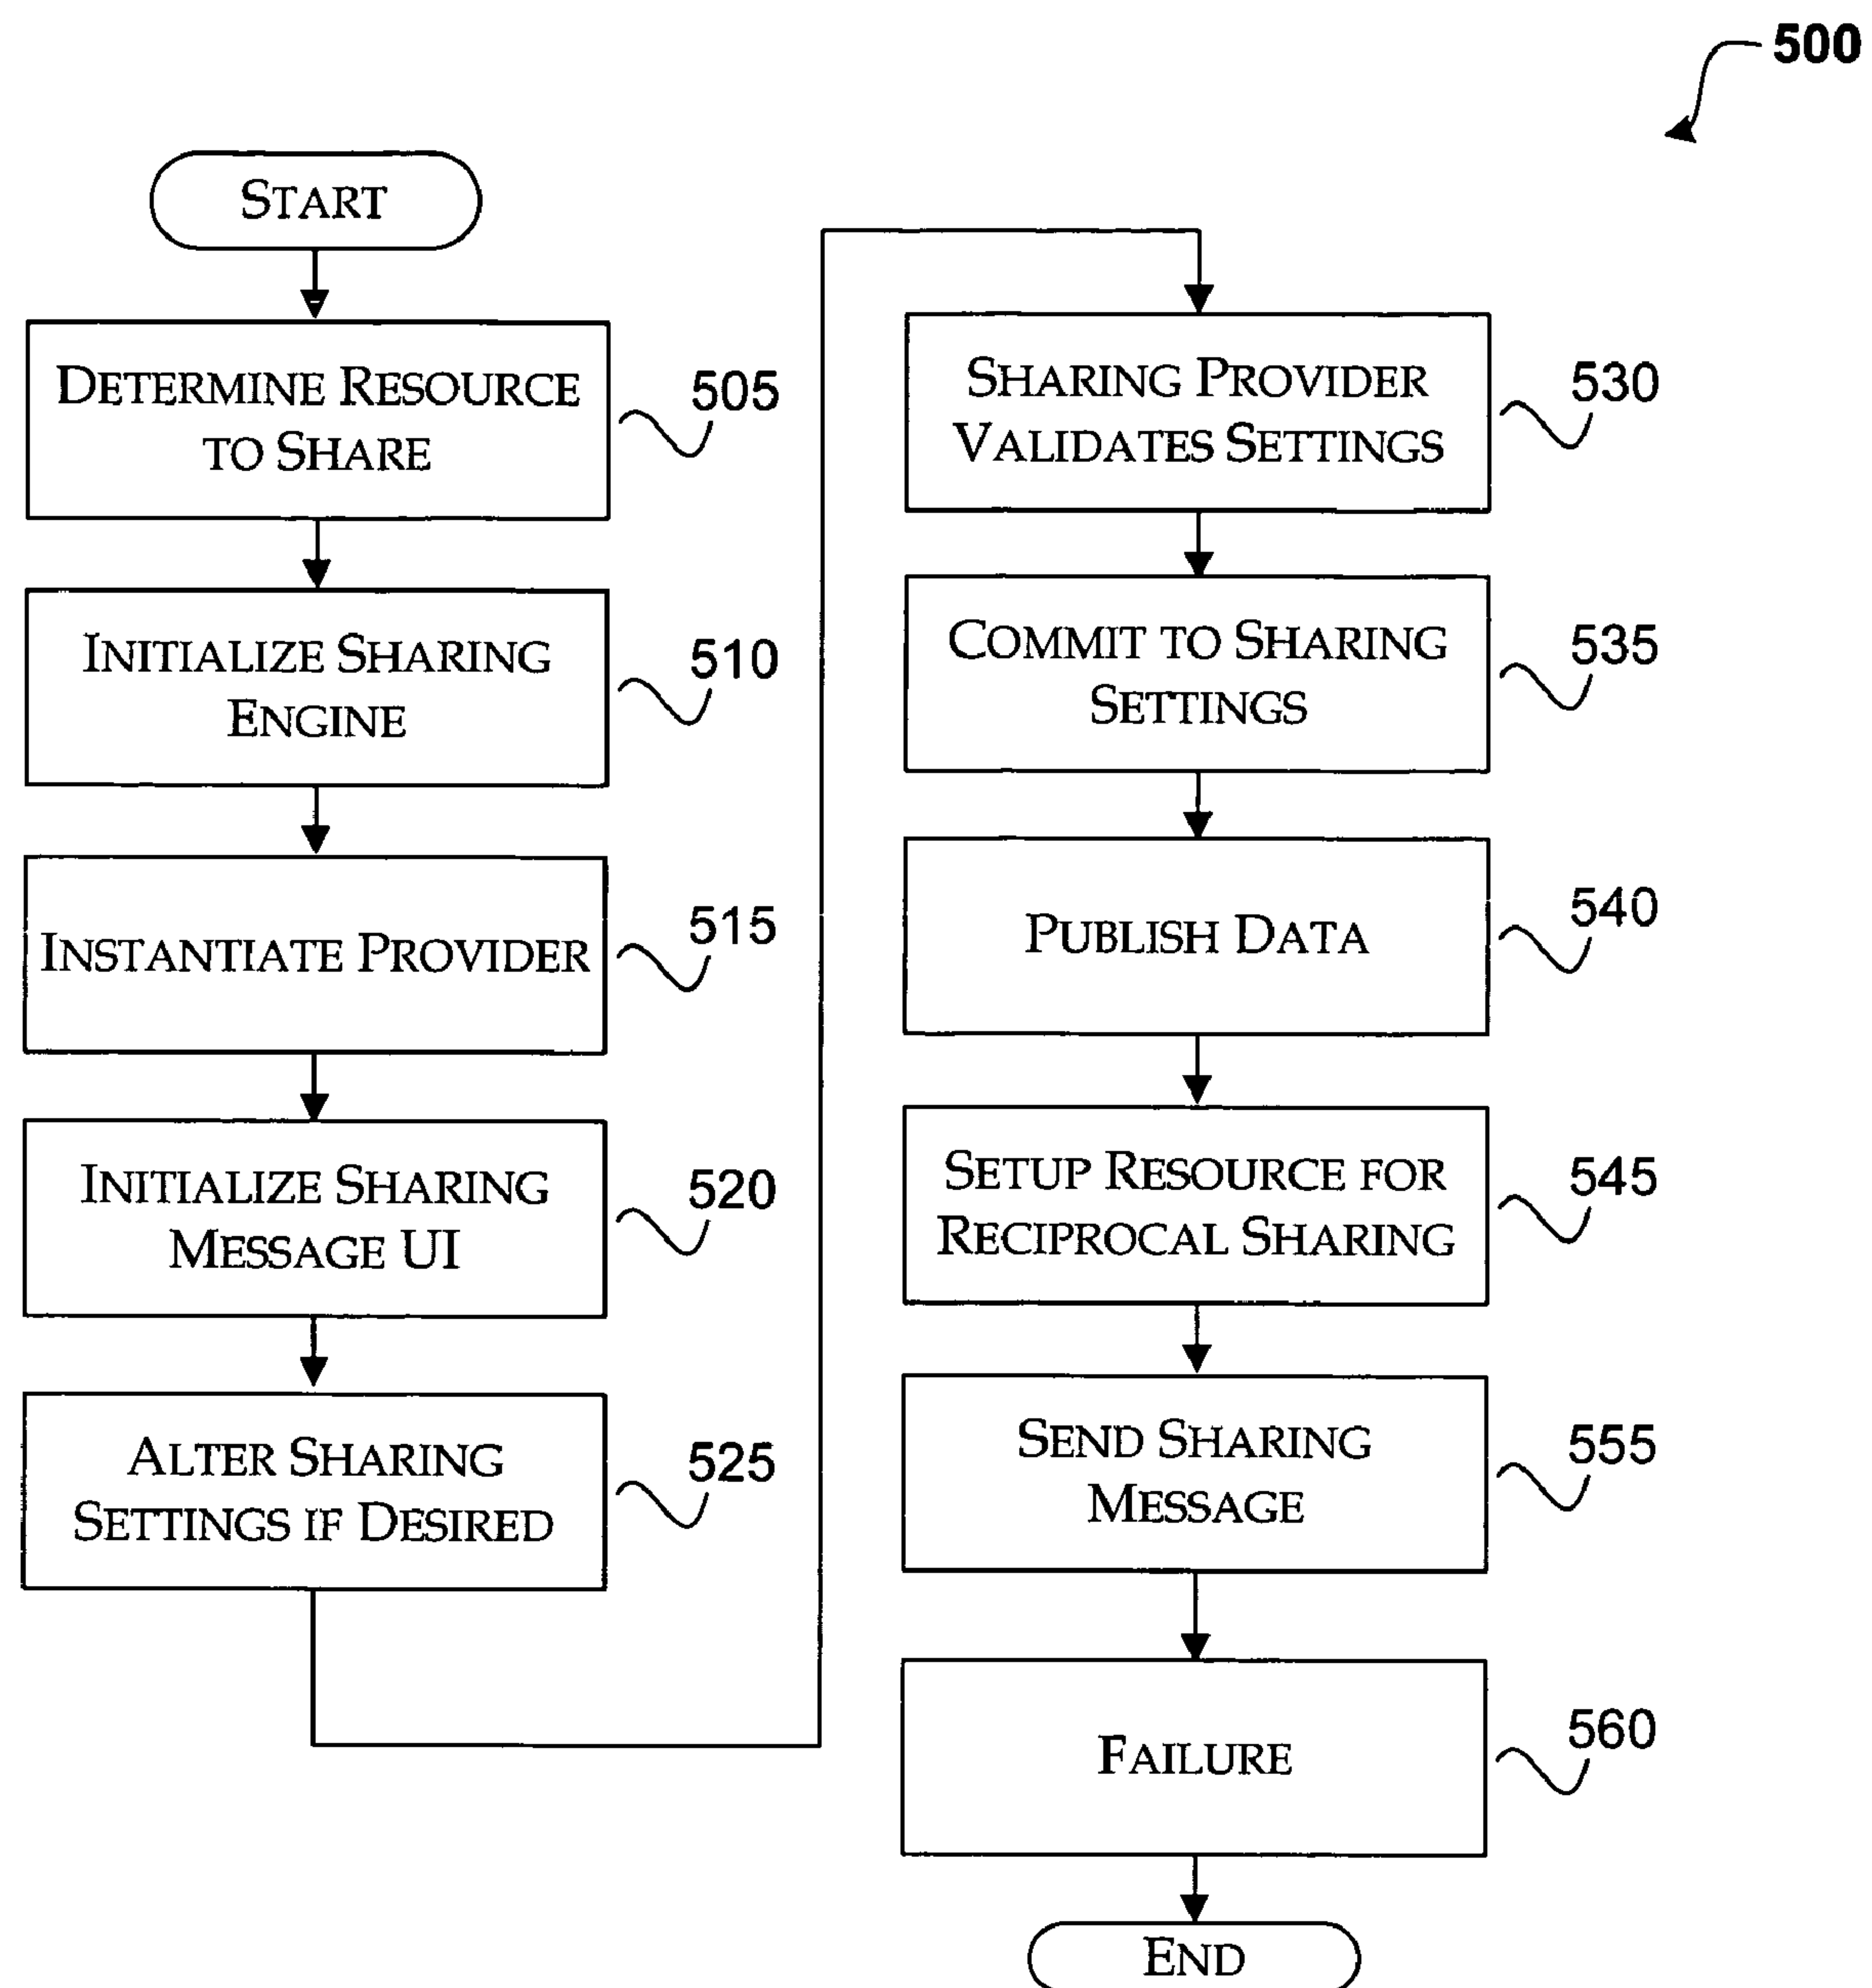 500
START
DETERMINE RESOURCE
TO SHARE
505
INITIALIZE SHARING
ENGINE
510
INSTANTIATE PROVIDER
515
INITIALIZE SHARING
MESSAGE UI
520
ALTER SHARING
SETTINGS IF DESIRED
525
SHARING PROVIDER
VALIDATES SETTINGS
530
COMMIT TO SHARING
SETTINGS
535
PUBLISH DATA
540
SETUP RESOURCE FOR
RECIPROCAL SHARING
545
SEND SHARING
MESSAGE
555
FAILURE
560
END